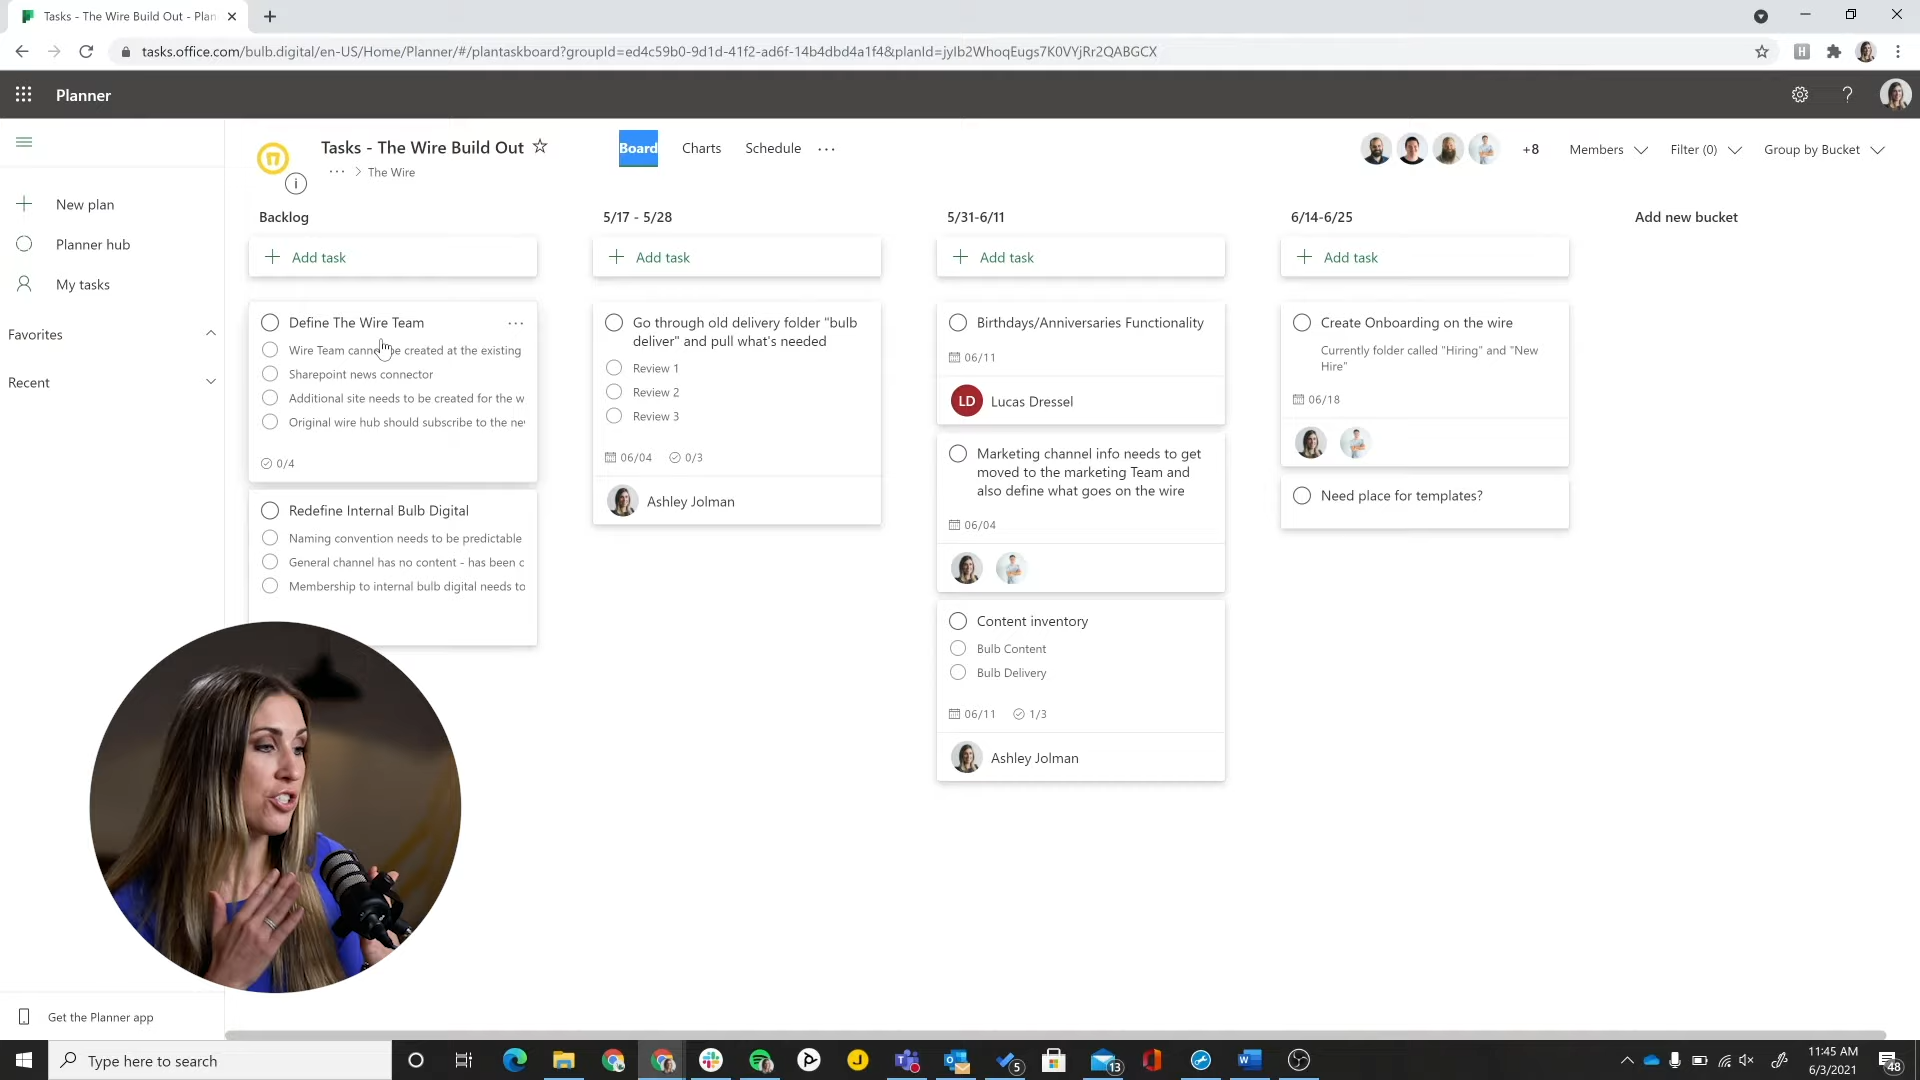 Tasks - The Wire Build Out - Plan
tasks.office.com/bulb.digital/en-US/Home/Planner/#/plantaskboard?groupId=ed4c59b0-9d1d-41f2-ad6f-14b4dbd4a1f4&planId=jyIb2WhoqEugs7K0VYjRr2QABGCX
Planner
Tasks - The Wire Build Out
Board
Charts
Schedule
...
+8
Members
Filter (0)
Group by Bucket
... > The Wire
New plan
Planner hub
My tasks
Favorites
Recent
Get the Planner app
Backlog
Add task
Define The Wire Team
Sharepoint news connector
Additional site needs to be created for the w
Original wire hub should subscribe to the ne
0/4
Redefine Internal Bulb Digital
Naming convention needs to be predictable
General channel has no content - has been c
Membership to internal bulb digital needs to
5/17 - 5/28
Add task
Go through old delivery folder "bulb
deliver" and pull what's needed
Review 1
Review 2
Review 3
06/04 0/3
Ashley Jolman
5/31-6/11
Add task
Birthdays/Anniversaries Functionality
06/11
LD Lucas Dressel
Marketing channel info needs to get
moved to the marketing Team and
also define what goes on the wire
06/04
Content inventory
Bulb Content
Bulb Delivery
06/11 1/3
Ashley Jolman
6/14-6/25
Add task
Create Onboarding on the wire
Currently folder called "Hiring" and "New
Hire"
06/18
Need place for templates?
Add new bucket
Type here to search
5
13
11:45 AM
6/3/2021
48